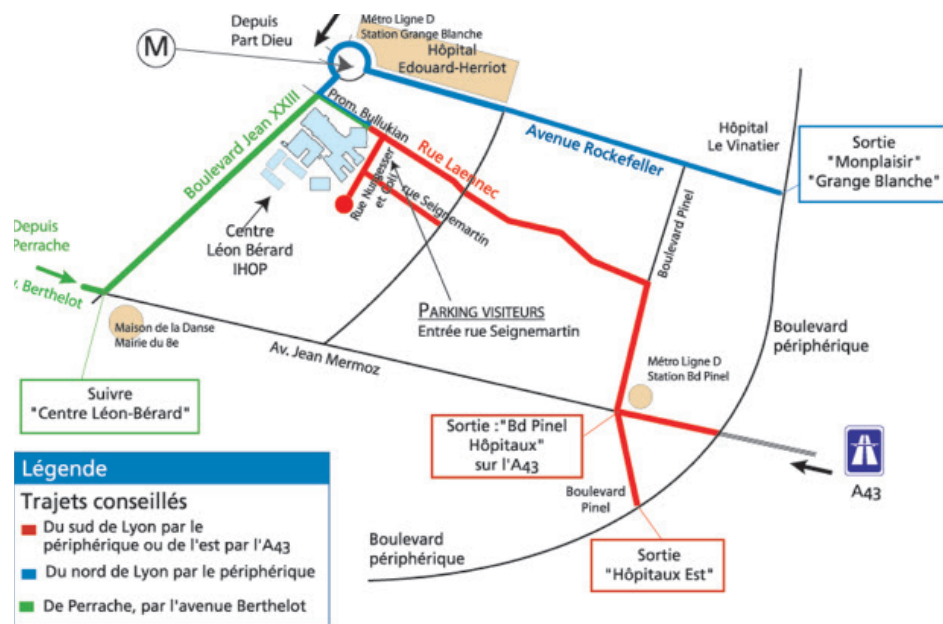 Depuis
Part Dieu
M
Métro Ligne D
Station Grange Blanche
Hôpital
Edouard-Herriot
Boulevard Jean XXIII
Prom. Bullukian
Rue Laennec
Avenue Rockefeller
Hôpital
Le Vinatier
Sortie
"Monplaisir"
"Grange Blanche"
Rue Nungesser
et Coli
rue Seignemartin
Boulevard Pinel
Centre
Léon Bérard
IHOP
Depuis
Perrache
Berthelot
PARKING VISITEURS
Entrée rue Seignemartin
Maison de la Danse
Mairie du 8e
Av. Jean Mermoz
Boulevard
périphérique
Métro Ligne D
Station Bd Pinel
Suivre
"Centre Léon-Bérard"
Sortie :"Bd Pinel
Hôpitaux"
sur l'A43
A43
Boulevard
Pinel
Boulevard
périphérique
Sortie
"Hôpitaux Est"
Légende
Trajets conseillés
Du sud de Lyon par le
périphérique ou de l'est par l'A43
Du nord de Lyon par le périphérique
De Perrache, par l'avenue Berthelot